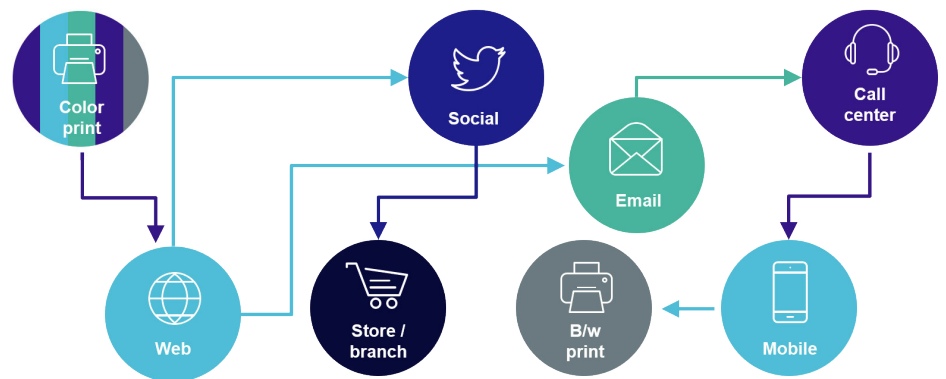 Color
print
Social
Call
center
Email
Web
Store /
branch
B/w
print
Mobile